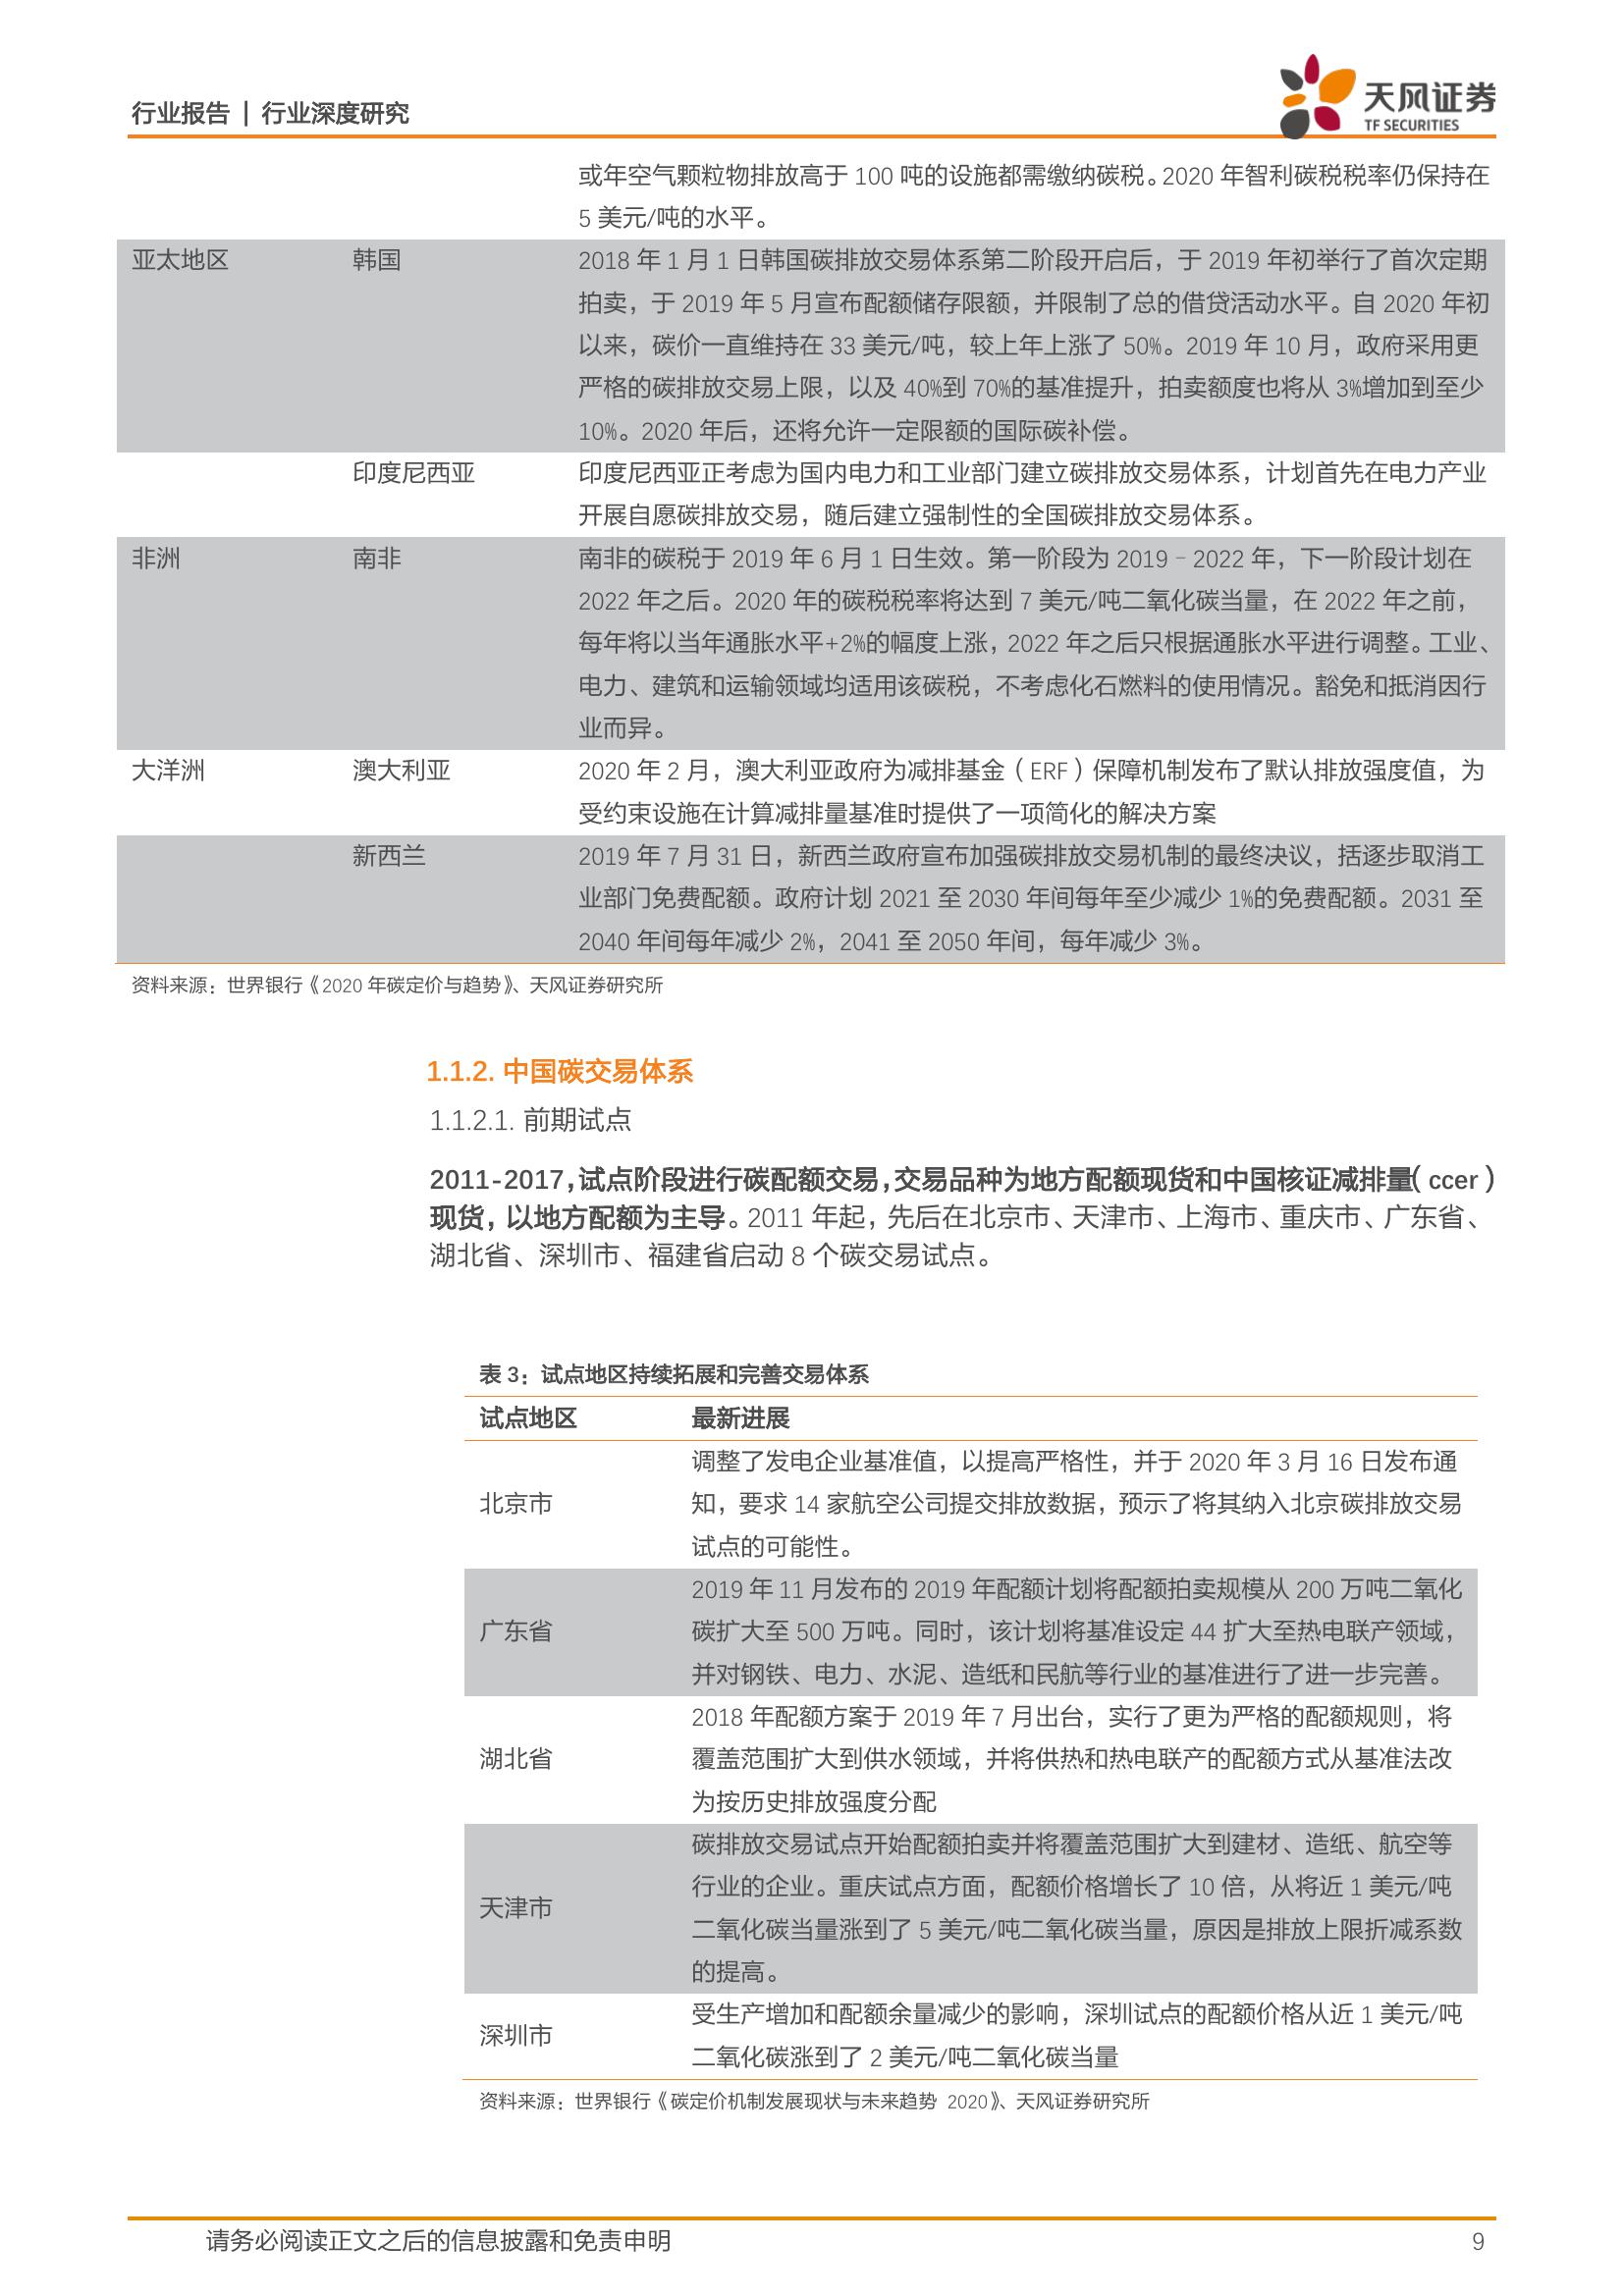 行业报告 | 行业深度研究
天风证券
TF SECURITIES
或年空气颗粒物排放高于 100 吨的设施都需缴纳碳税。2020 年智利碳税税率仍保持在
5 美元/吨的水平。
亚太地区 韩国 2018 年 1 月 1 日韩国碳排放交易体系第二阶段开启后，于 2019 年初举行了首次定期
拍卖，于 2019 年 5 月宣布配额储存限额，并限制了总的借贷活动水平。自 2020 年初
以来，碳价一直维持在 33 美元/吨，较上年上涨了 50%。2019 年 10 月，政府采用更
严格的碳排放交易上限，以及 40%到 70%的基准提升，拍卖额度也将从 3%增加到至少
10%。2020 年后，还将允许一定限额的国际碳补偿。
印度尼西亚 印度尼西亚正考虑为国内电力和工业部门建立碳排放交易体系，计划首先在电力产业
开展自愿碳排放交易，随后建立强制性的全国碳排放交易体系。
非洲 南非 南非的碳税于 2019 年 6 月 1 日生效。第一阶段为 2019–2022 年，下一阶段计划在
2022 年之后。2020 年的碳税税率将达到 7 美元/吨二氧化碳当量，在 2022 年之前，
每年将以当年通胀水平+2%的幅度上涨，2022 年之后只根据通胀水平进行调整。工业、
电力、建筑和运输领域均适用该碳税，不考虑化石燃料的使用情况。豁免和抵消因行
业而异。
大洋洲 澳大利亚 2020 年 2 月，澳大利亚政府为减排基金（ERF）保障机制发布了默认排放强度值，为
受约束设施在计算减排量基准时提供了一项简化的解决方案
新西兰 2019 年 7 月 31 日，新西兰政府宣布加强碳排放交易机制的最终决议，括逐步取消工
业部门免费配额。政府计划 2021 至 2030 年间每年至少减少 1%的免费配额。2031 至
2040 年间每年减少 2%，2041 至 2050 年间，每年减少 3%。
资料来源：世界银行《2020 年碳定价与趋势》、天风证券研究所
1.1.2. 中国碳交易体系
1.1.2.1. 前期试点
2011-2017，试点阶段进行碳配额交易，交易品种为地方配额现货和中国核证减排量（ccer）
现货，以地方配额为主导。2011 年起，先后在北京市、天津市、上海市、重庆市、广东省、
湖北省、深圳市、福建省启动 8 个碳交易试点。
表 3：试点地区持续拓展和完善交易体系
试点地区 最新进展
北京市 调整了发电企业基准值，以提高严格性，并于 2020 年 3 月 16 日发布通
知，要求 14 家航空公司提交排放数据，预示了将其纳入北京碳排放交易
试点的可能性。
广东省 2019 年 11 月发布的 2019 年配额计划将配额拍卖规模从 200 万吨二氧化
碳扩大至 500 万吨。同时，该计划将基准设定 44 扩大至热电联产领域，
并对钢铁、电力、水泥、造纸和民航等行业的基准进行了进一步完善。
湖北省 2018 年配额方案于 2019 年 7 月出台，实行了更为严格的配额规则，将
覆盖范围扩大到供水领域，并将供热和热电联产的配额方式从基准法改
为按历史排放强度分配
天津市 碳排放交易试点开始配额拍卖并将覆盖范围扩大到建材、造纸、航空等
行业的企业。重庆试点方面，配额价格增长了 10 倍，从将近 1 美元/吨
二氧化碳当量涨到了 5 美元/吨二氧化碳当量，原因是排放上限折减系数
的提高。
深圳市 受生产增加和配额余量减少的影响，深圳试点的配额价格从近 1 美元/吨
二氧化碳涨到了 2 美元/吨二氧化碳当量
资料来源：世界银行《碳定价机制发展现状与未来趋势 2020》、天风证券研究所
请务必阅读正文之后的信息披露和免责申明 9